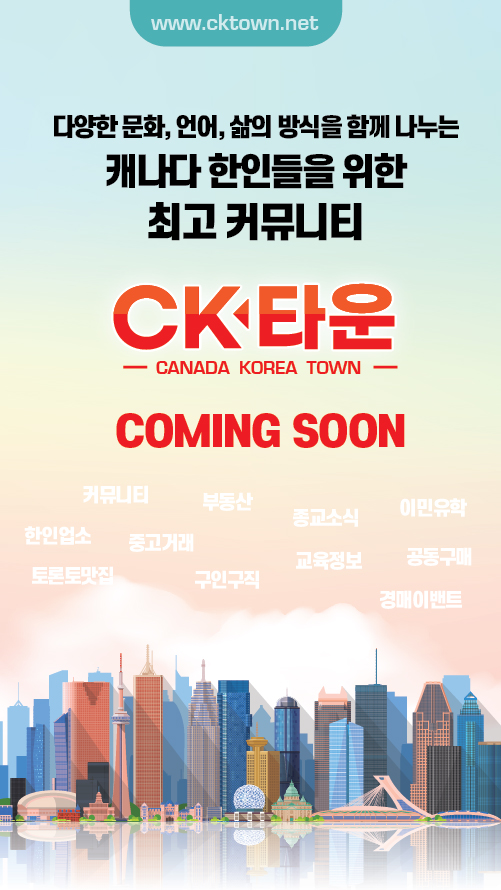 www.cktown.net
다양한 문화, 언어, 삶의 방식을 함께 나누는
캐나다 한인들을 위한
최고 커뮤니티
CK타운
CANADA KOREA TOWN
COMING SOON
커뮤니티
부동산
이민유학
종교소식
한인업소
중고거래
공동구매
교육정보
토론토맛집
구인구직
경매이밴트